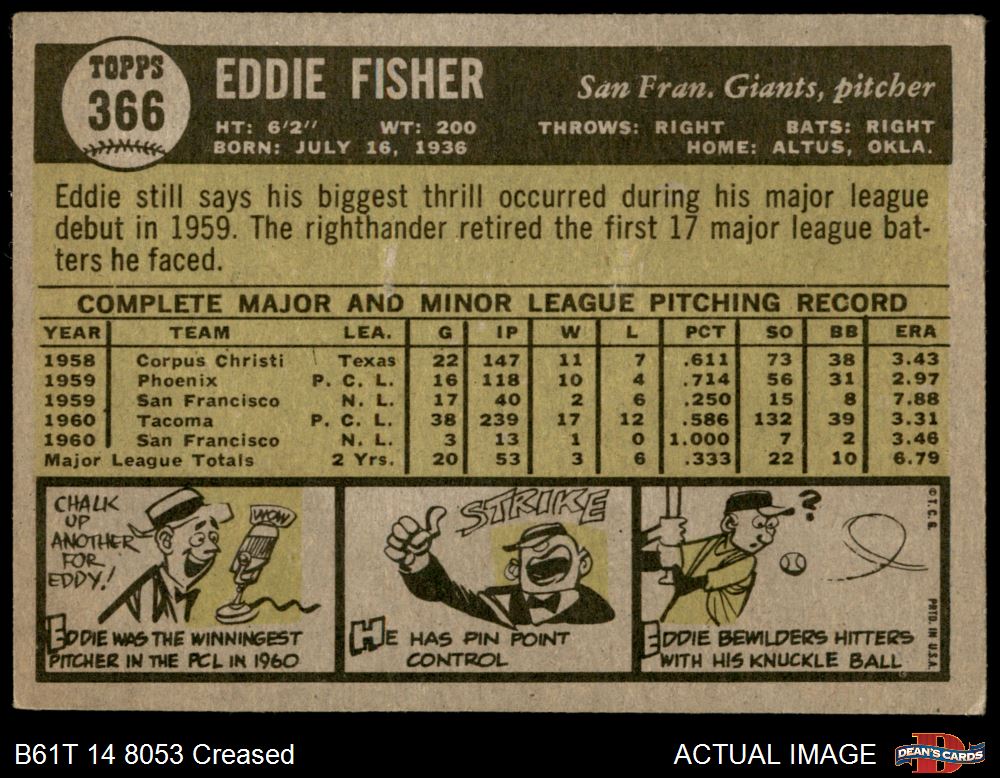 TOPPS
366
EDDIE FISHER
San Fran. Giants, pitcher
HT: 6'2" WT: 200 THROWS: RIGHT BATS: RIGHT
BORN: JULY 16, 1936 HOME: ALTUS, OKLA.
Eddie still says his biggest thrill occurred during his major league
debut in 1959. The righthander retired the first 17 major league bat-
ters he faced.
COMPLETE MAJOR AND MINOR LEAGUE PITCHING RECORD
YEAR TEAM LEA. G IP W L PCT SO BB ERA
1958 Corpus Christi Texas 22 147 11 7 .611 73 38 3.43
1959 Phoenix P. C. L. 16 118 10 4 .714 56 31 2.97
1959 San Francisco N. L. 17 40 2 6 .250 15 8 7.88
1960 Tacoma P. C. L. 38 239 17 12 .586 132 39 3.31
1960 San Francisco N. L. 3 13 1 0 1.000 7 2 3.46
Major League Totals 2 Yrs. 20 53 3 6 .333 22 10 6.79
CHALK
UP
ANOTHER
FOR
EDDY!
WOW
EDDIE WAS THE WINNINGEST
PITCHER IN THE PCL IN 1960
STRIKE
HE HAS PIN POINT
CONTROL
?
EDDIE BEWILDERS HITTERS
WITH HIS KNUCKLE BALL
© T. C. G.
PRTD. IN U.S.A.
B61T 14 8053 Creased
ACTUAL IMAGE
DEAN'S CARDS